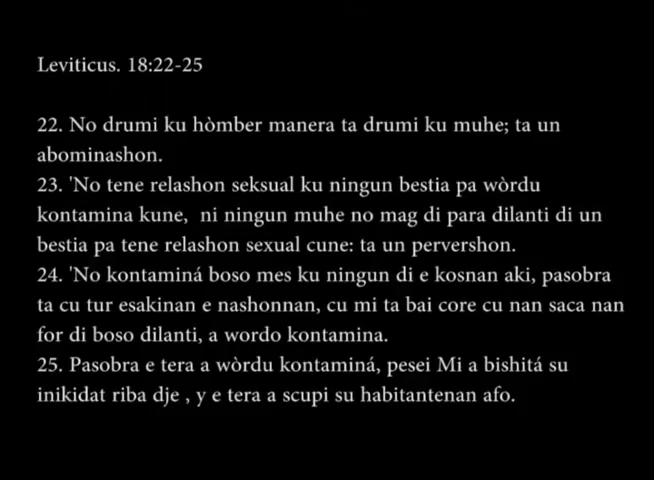 Leviticus. 18:22-25
22. No drumi ku hòmber manera ta drumi ku muhe; ta un
abominashon.
23. 'No tene relashon seksual ku ningun bestia pa wòrdu
kontamina kune,  ni ningun muhe no mag di para dilanti di un
bestia pa tene relashon sexual cune: ta un pervershon.
24. 'No kontaminá boso mes ku ningun di e kosnan aki, pasobra
ta cu tur esakinan e nashonnan, cu mi ta bai core cu nan saca nan
for di boso dilanti, a wordo kontamina.
25. Pasobra e tera a wòrdu kontaminá, pesei Mi a bishitá su
inikidat riba dje , y e tera a scupi su habitantenan afo.